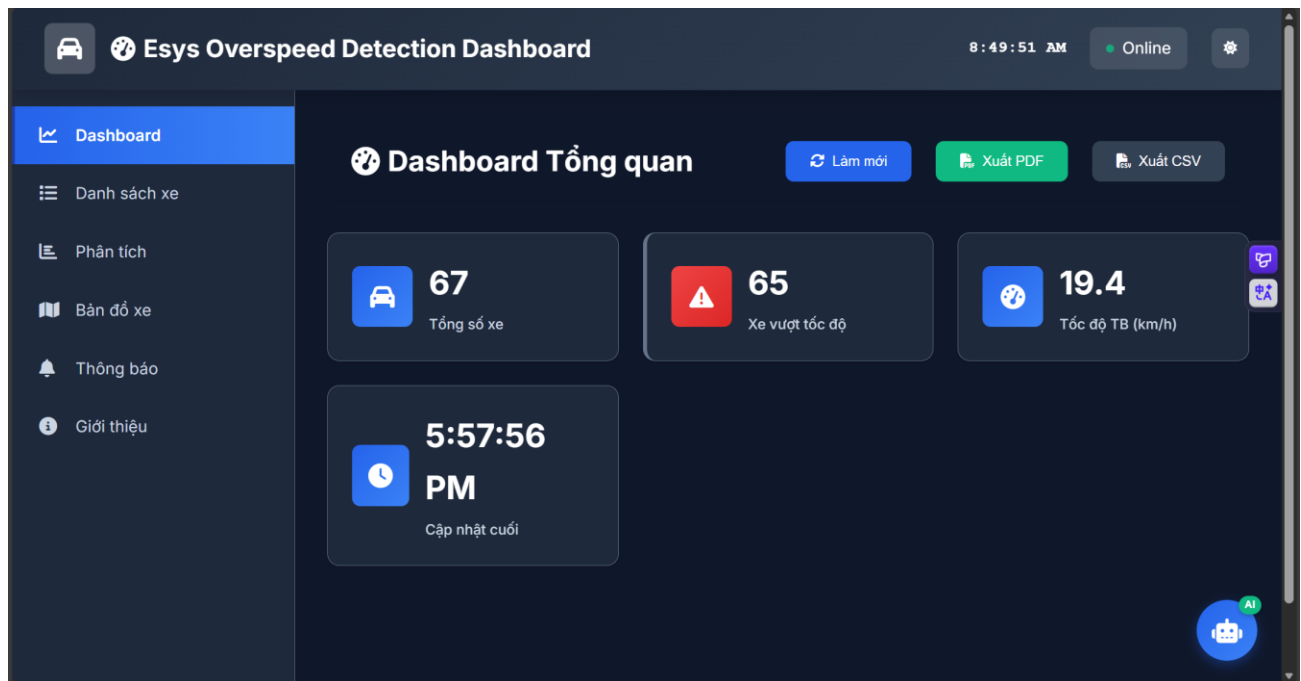 Esys Overspeed Detection Dashboard
8:49:51 AM
Online
Dashboard
Danh sách xe
Phân tích
Bản đồ xe
Thông báo
Giới thiệu
Dashboard Tổng quan
Làm mới
Xuất PDF
Xuất CSV
67
Tổng số xe
65
Xe vượt tốc độ
19.4
Tốc độ TB (km/h)
5:57:56
PM
Cập nhật cuối
AI